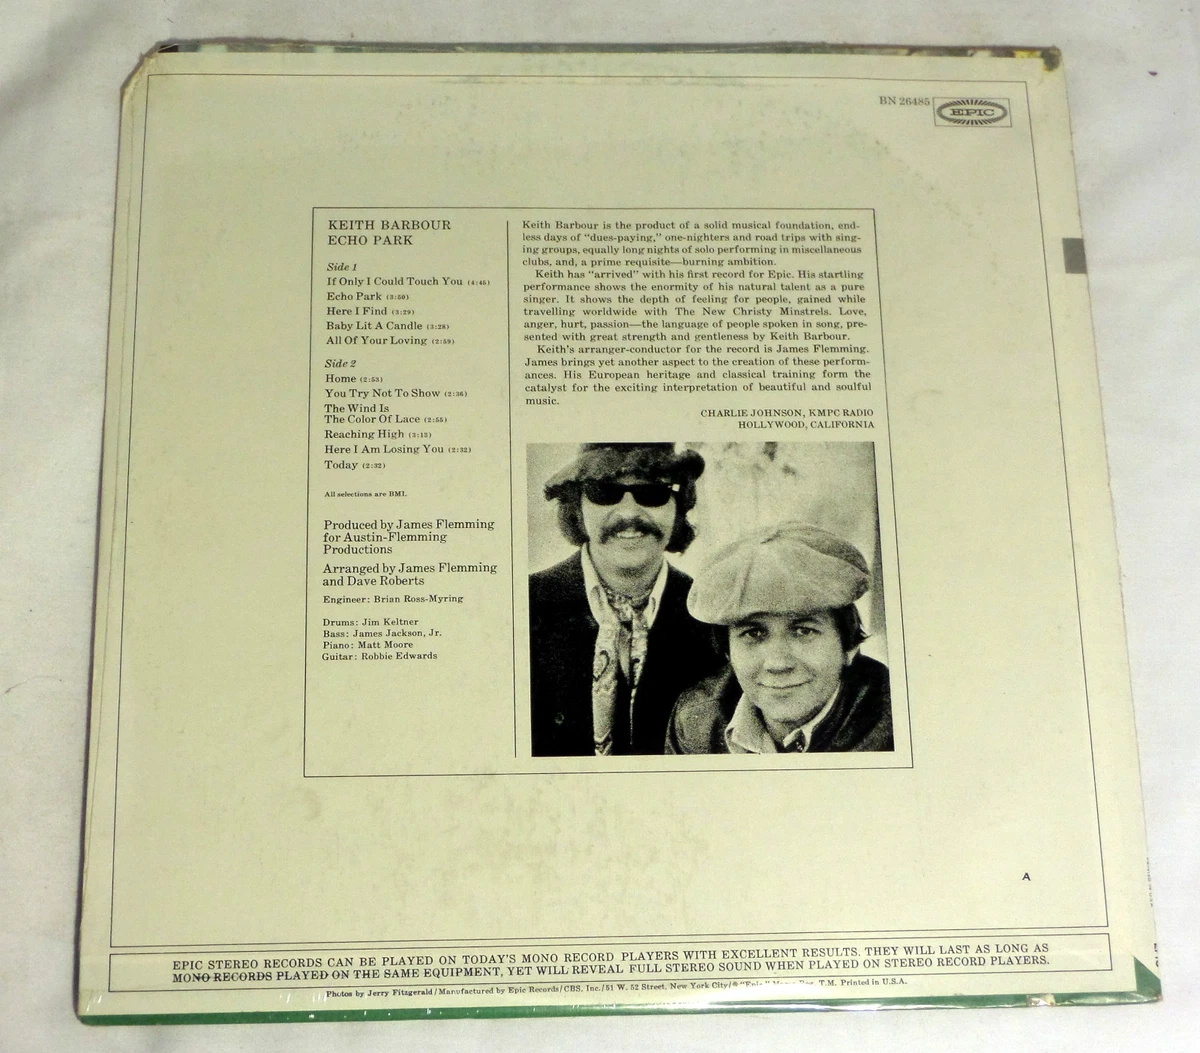 BN 26485
EPIC
KEITH BARBOUR
ECHO PARK
Side 1
If Only I Could Touch You (4:45)
Echo Park (3:50)
Here I Find (3:29)
Baby Lit A Candle (3:28)
All Of Your Loving (2:59)
Side 2
Home (2:53)
You Try Not To Show (2:36)
The Wind Is
The Color Of Lace (2:55)
Reaching High (3:13)
Here I Am Losing You (2:32)
Today (2:32)
All selections are BMI.
Produced by James Flemming
for Austin-Flemming
Productions
Arranged by James Flemming
and Dave Roberts
Engineer: Brian Ross-Myring
Drums: Jim Keltner
Bass: James Jackson, Jr.
Piano: Matt Moore
Guitar: Robbie Edwards
Keith Barbour is the product of a solid musical foundation, end-
less days of "dues-paying," one-nighters and road trips with sing-
ing groups, equally long nights of solo performing in miscellaneous
clubs, and, a prime requisite—burning ambition.
Keith has "arrived" with his first record for Epic. His startling
performance shows the enormity of his natural talent as a pure
singer. It shows the depth of feeling for people, gained while
travelling worldwide with The New Christy Minstrels. Love,
anger, hurt, passion—the language of people spoken in song, pre-
sented with great strength and gentleness by Keith Barbour.
Keith's arranger-conductor for the record is James Flemming.
James brings yet another aspect to the creation of these perform-
ances. His European heritage and classical training form the
catalyst for the exciting interpretation of beautiful and soulful
music.
CHARLIE JOHNSON, KMPC RADIO
HOLLYWOOD, CALIFORNIA
A
EPIC STEREO RECORDS CAN BE PLAYED ON TODAY'S MONO RECORD PLAYERS WITH EXCELLENT RESULTS. THEY WILL LAST AS LONG AS
MONO RECORDS PLAYED ON THE SAME EQUIPMENT, YET WILL REVEAL FULL STEREO SOUND WHEN PLAYED ON STEREO RECORD PLAYERS.
Photos by Jerry Fitzgerald/Manufactured by Epic Records/CBS, Inc./51 W. 52 Street, New York City/® "Epic" T.M. Printed in U.S.A.